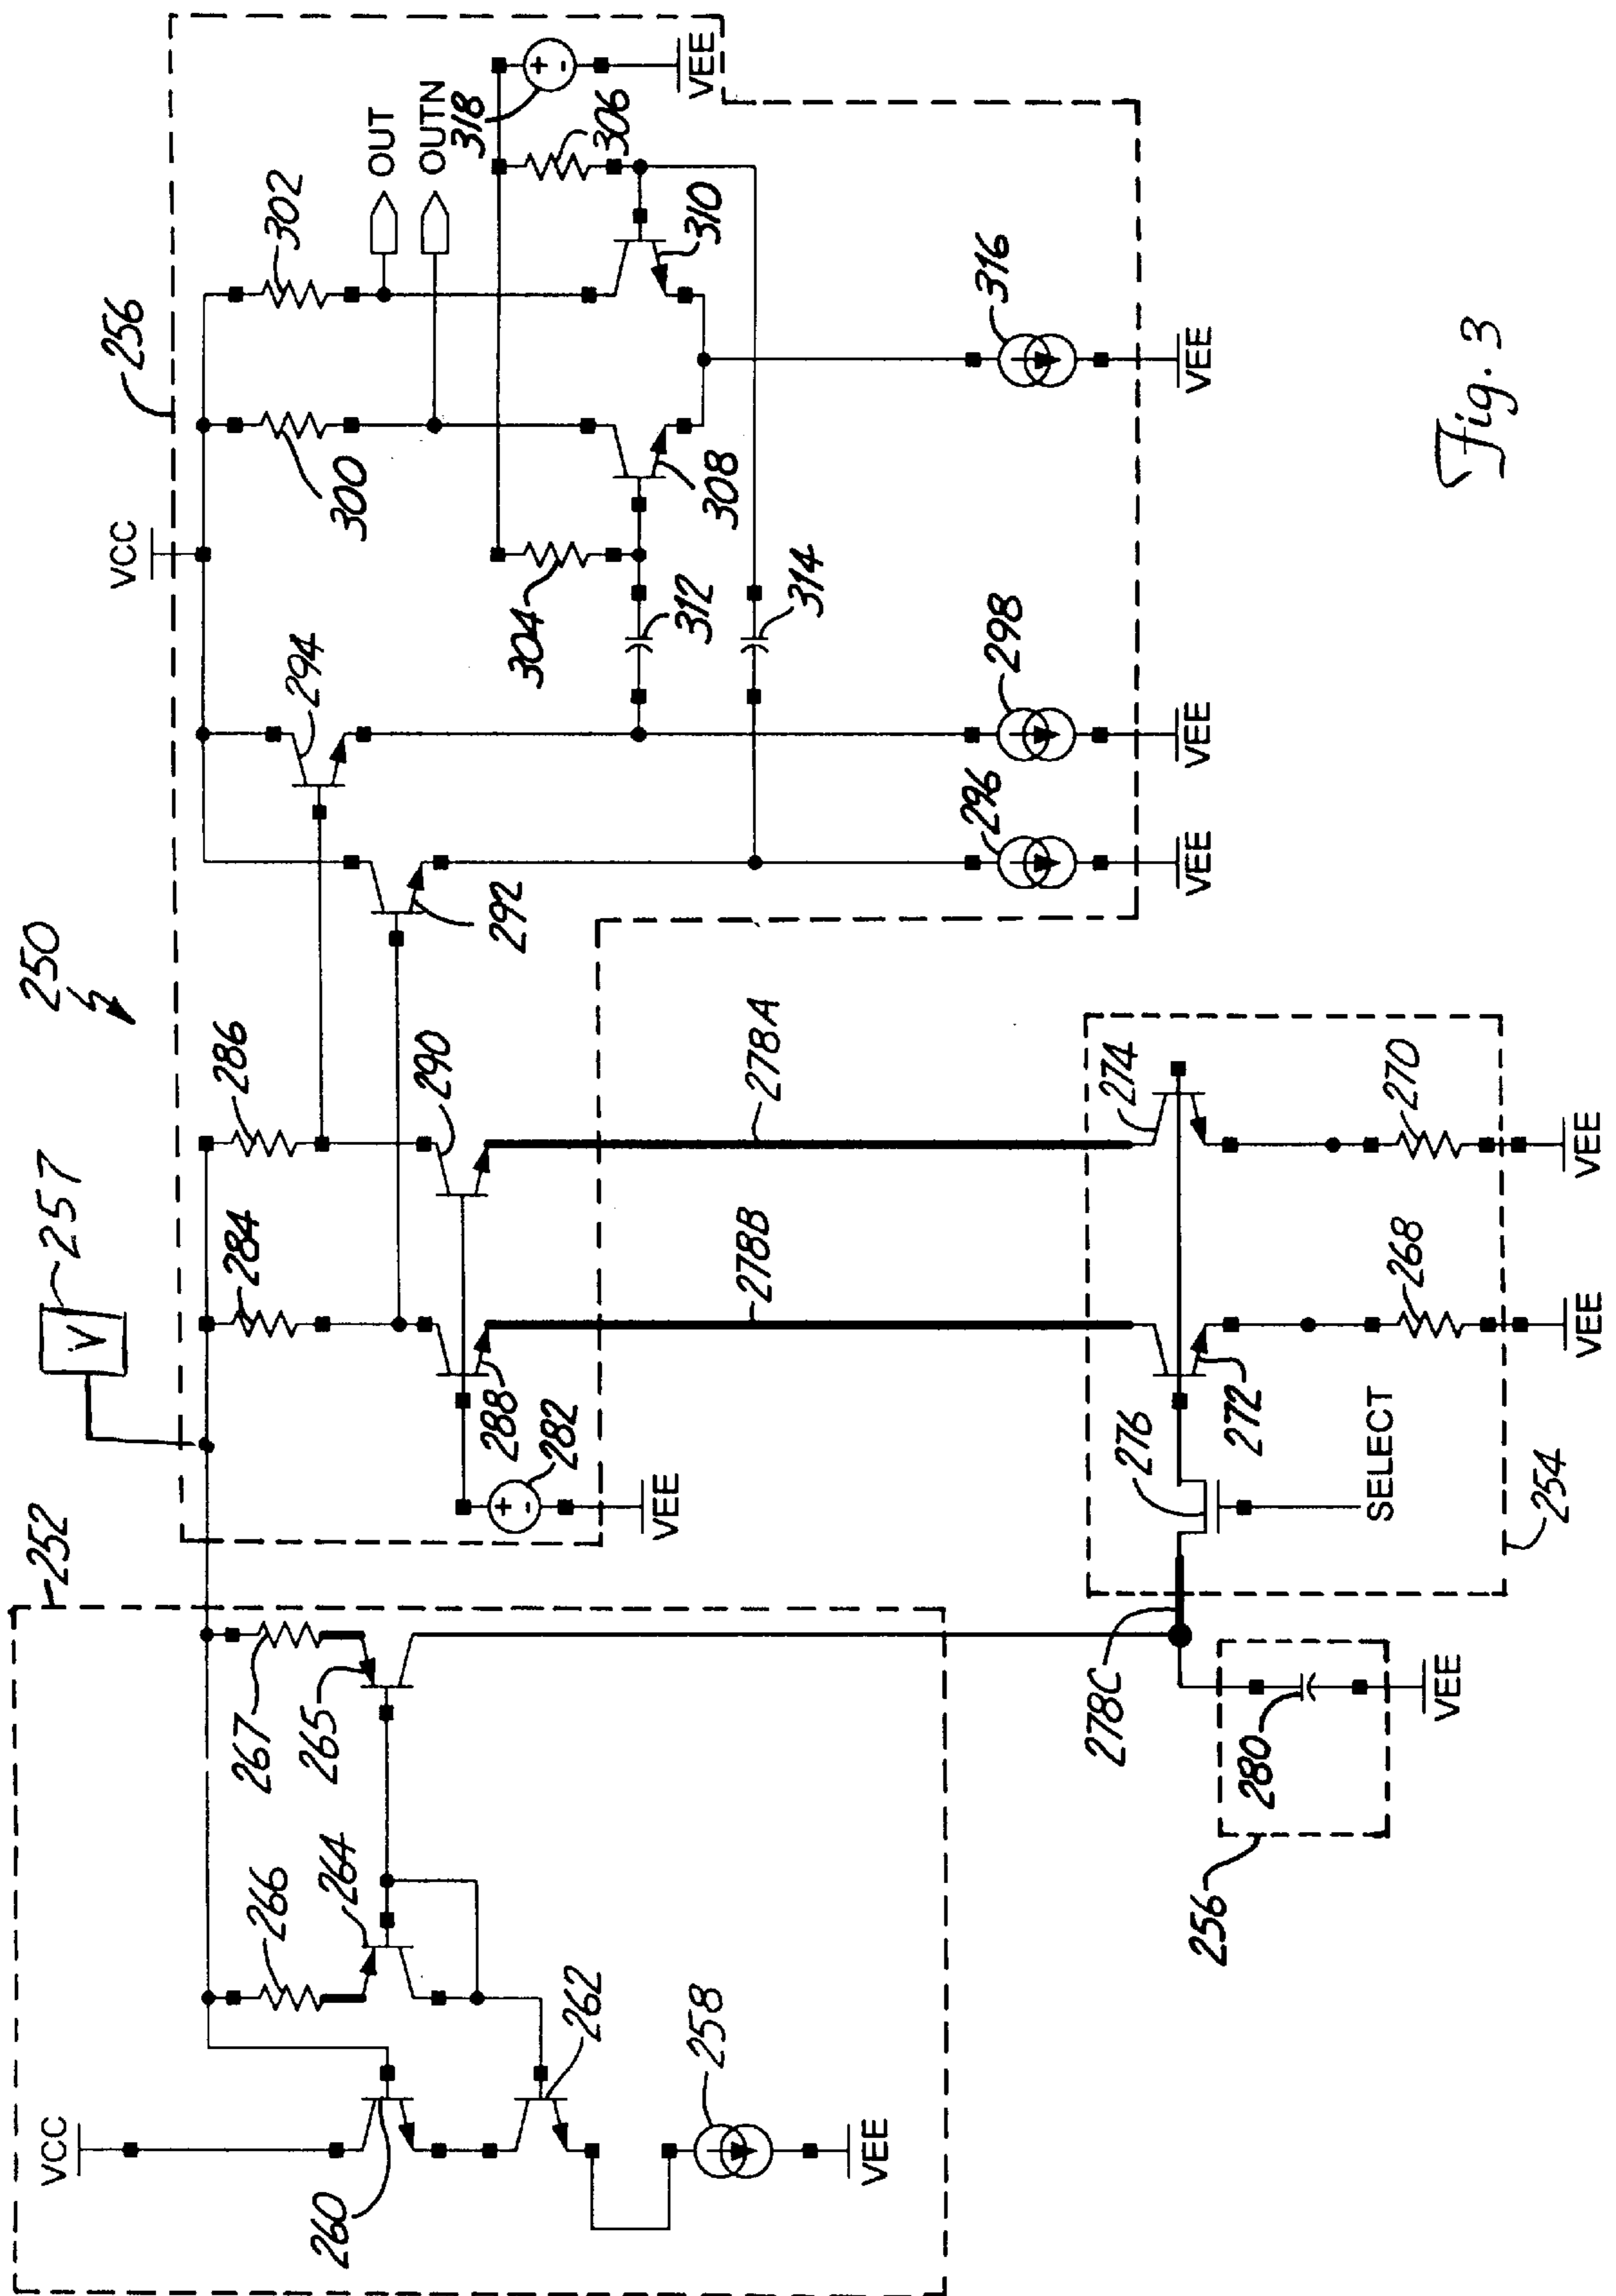 250
257
V
252
256
VCC
VCC
286
284
294
300
302
OUT
OUTN
318
306
VEE
267
265
266
264
260
262
258
VEE
290
288
282
VEE
292
304
308
310
312
314
296
298
316
VEE
VEE
VEE
278A
278B
278C
274
276
272
270
268
SELECT
254
VEE
VEE
280
256
VEE
Fig. 3